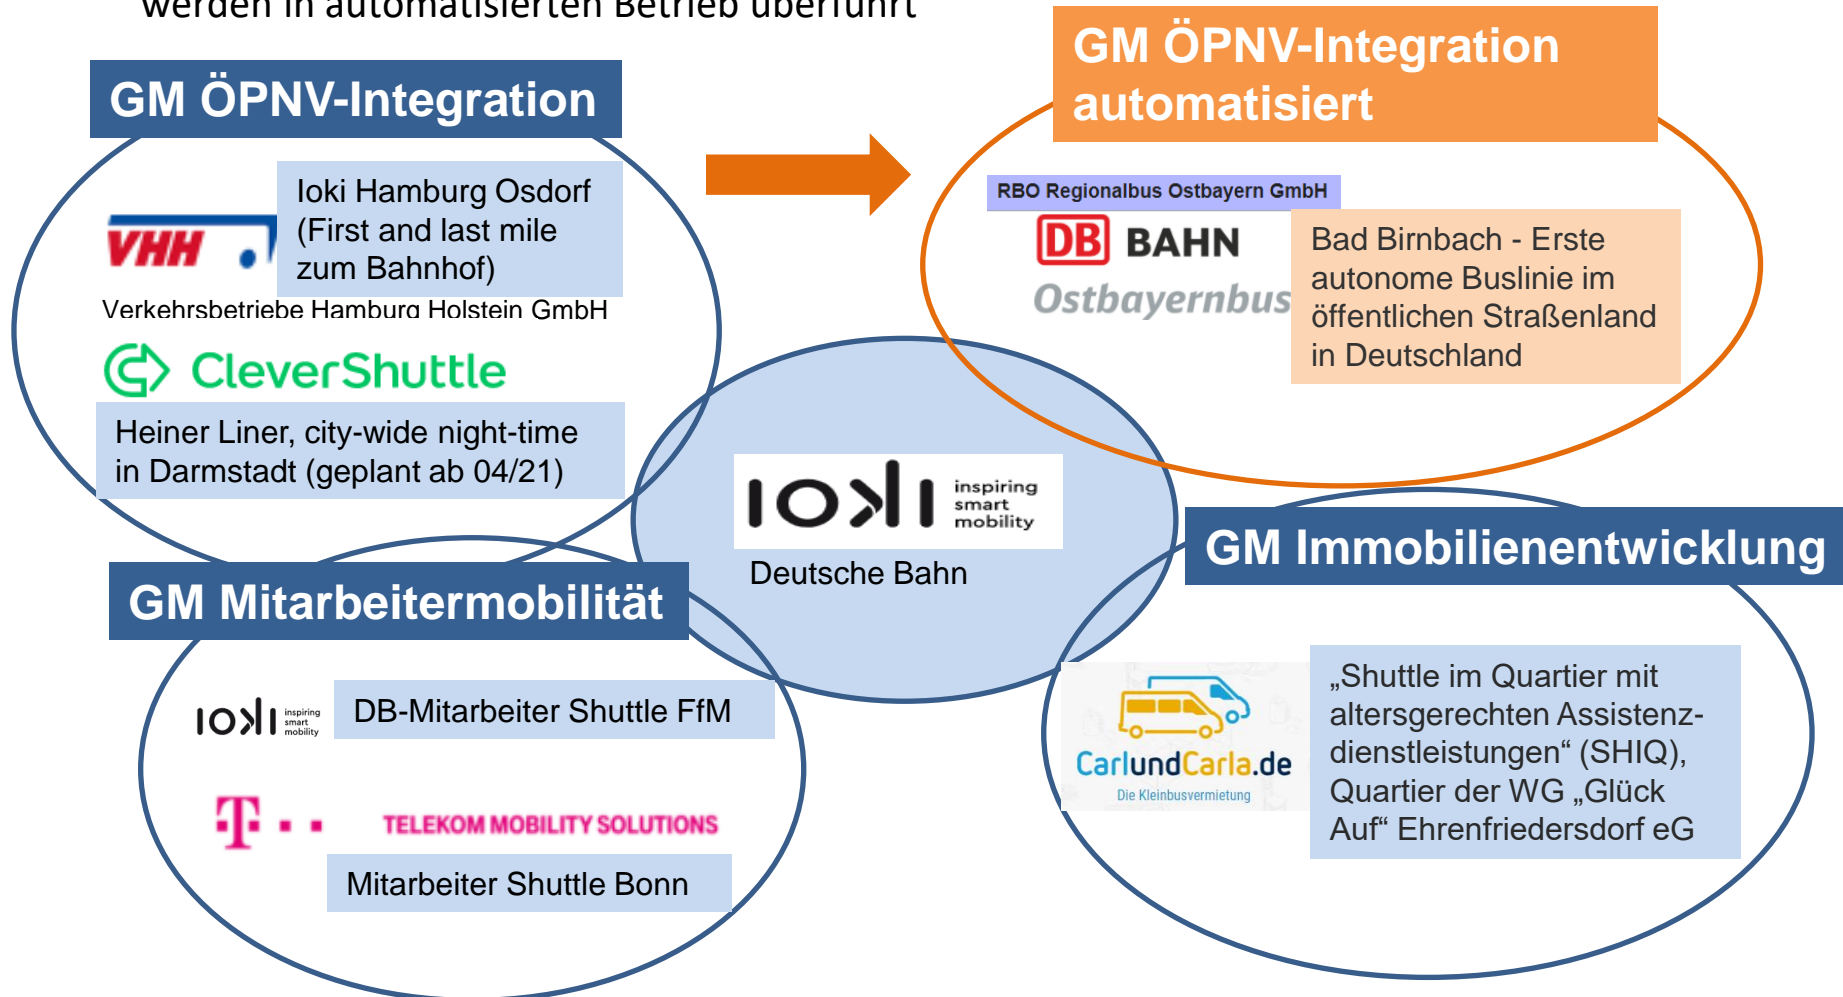 werden in automatisierten Betrieb überführt
GM ÖPNV-Integration
Ioki Hamburg Osdorf
(First and last mile
zum Bahnhof)
VHH
Verkehrsbetriebe Hamburg Holstein GmbH
CleverShuttle
Heiner Liner, city-wide night-time
in Darmstadt (geplant ab 04/21)
GM ÖPNV-Integration
automatisiert
RBO Regionalbus Ostbayern GmbH
DB BAHN
Ostbayernbus
Bad Birnbach - Erste
autonome Buslinie im
öffentlichen Straßenland
in Deutschland
ioki
inspiring
smart
mobility
Deutsche Bahn
GM Mitarbeitermobilität
ioki
inspiring
smart
mobility
DB-Mitarbeiter Shuttle FfM
T
TELEKOM MOBILITY SOLUTIONS
Mitarbeiter Shuttle Bonn
GM Immobilienentwicklung
CarlundCarla.de
Die Kleinbusvermietung
„Shuttle im Quartier mit
altersgerechten Assistenz-
dienstleistungen“ (SHIQ),
Quartier der WG „Glück
Auf“ Ehrenfriedersdorf eG